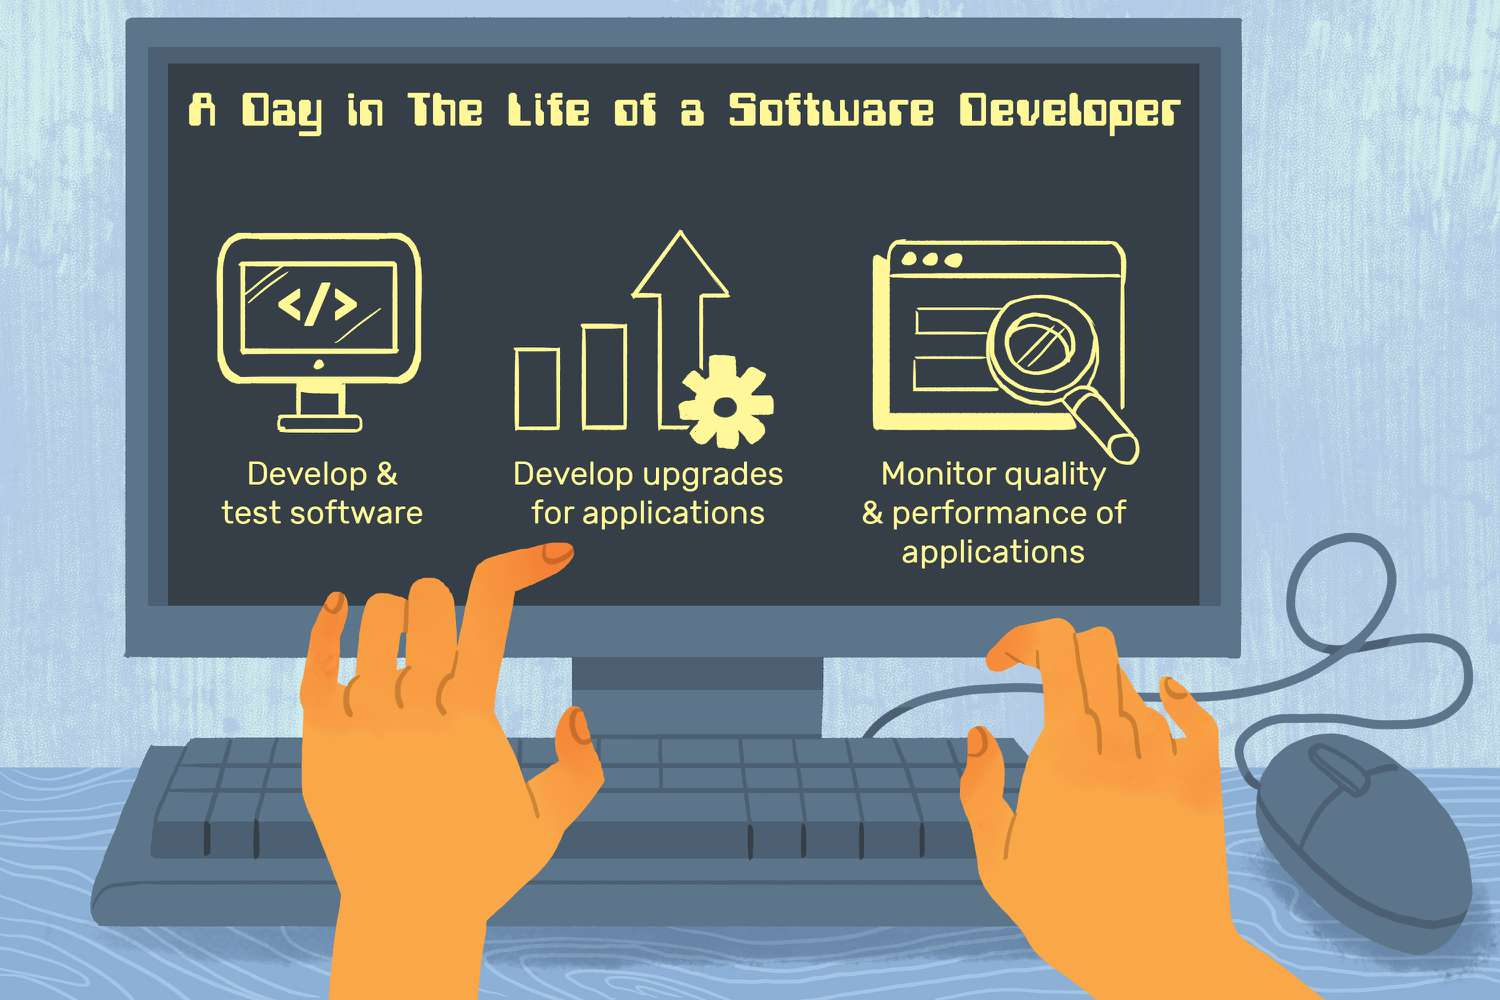 A Day in The Life of a Software Developer
</>
Develop &
test software
Develop upgrades
for applications
Monitor quality
& performance of
applications